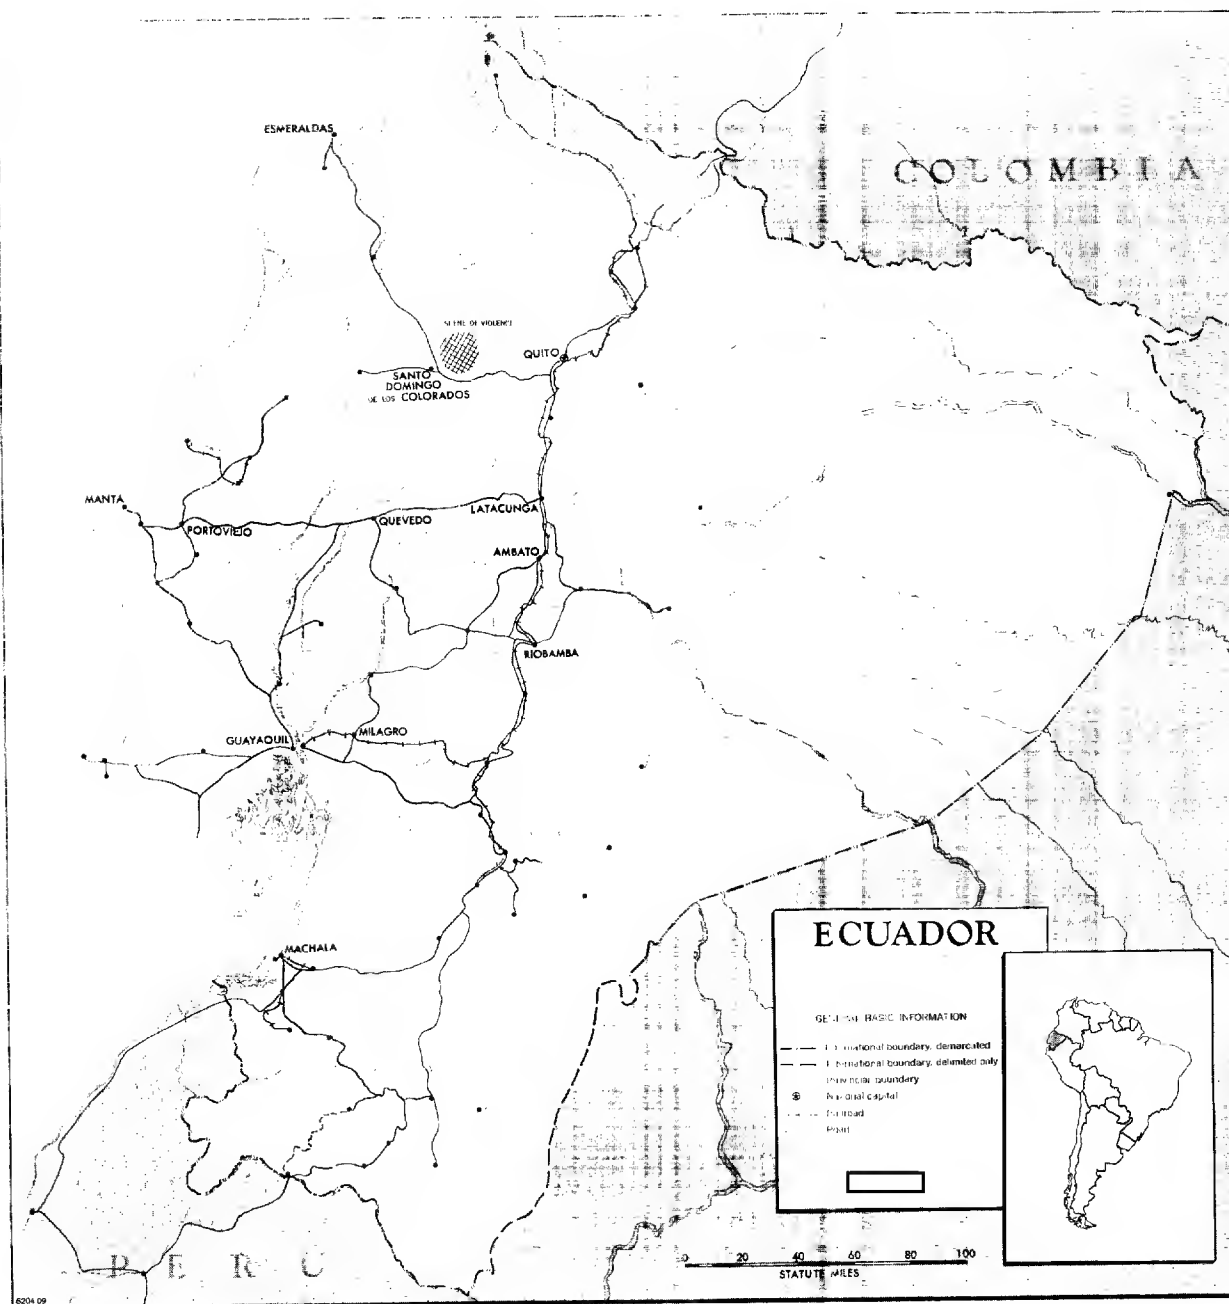 COLOMBIA
ESMERALDAS
OF VIOLENCE
QUITO
SANTO
DOMINGO
DE LOS COLORADOS
MANTA
PORTOVIEJO
QUEVEDO
LATACUNGA
AMBATO
RIOBAMBA
GUAYAQUIL
MILAGRO
MACHALA
ECUADOR
BASIC INFORMATION
International boundary, demarcated
International boundary, delimited only
Provincial boundary
National capital
Railroad
Road
0 20 40 60 80 100
STATUTE MILES
PERU
6204 09